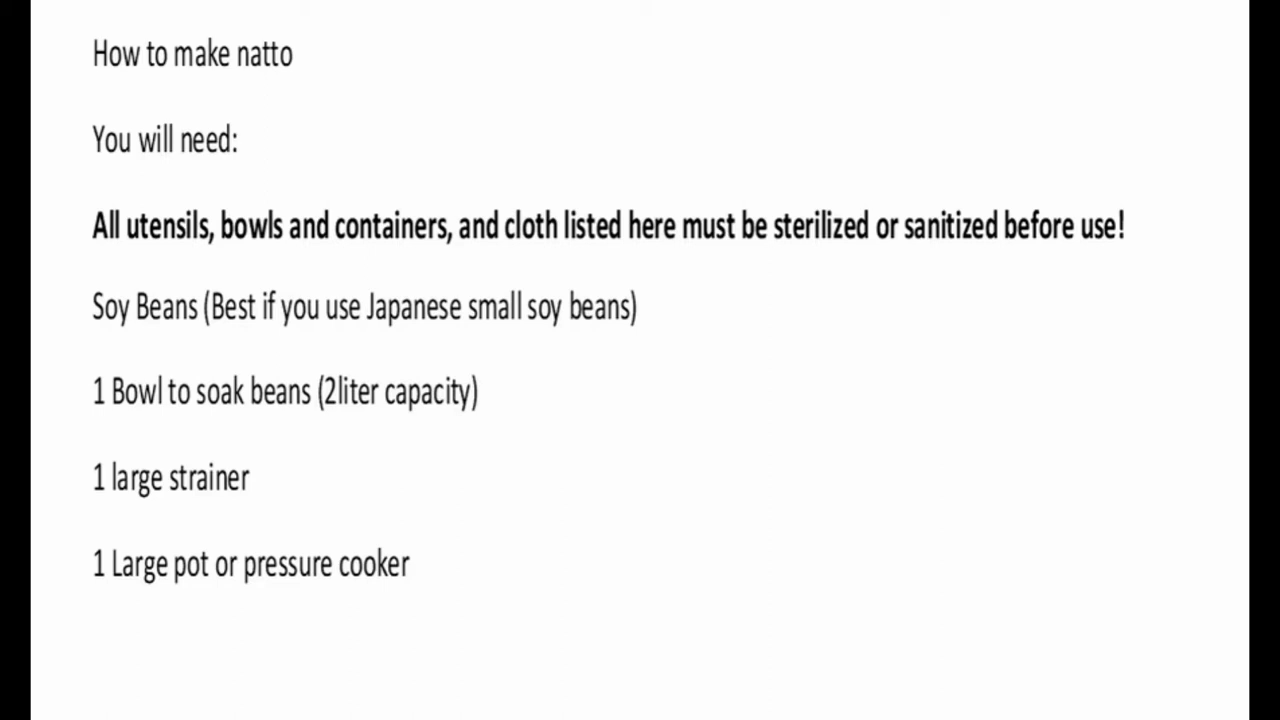 How to make natto
You will need:
All utensils, bowls and containers, and cloth listed here must be sterilized or sanitized before use!
Soy Beans (Best if you use Japanese small soy beans)
1 Bowl to soak beans (2liter capacity)
1 large strainer
1 Large pot or pressure cooker